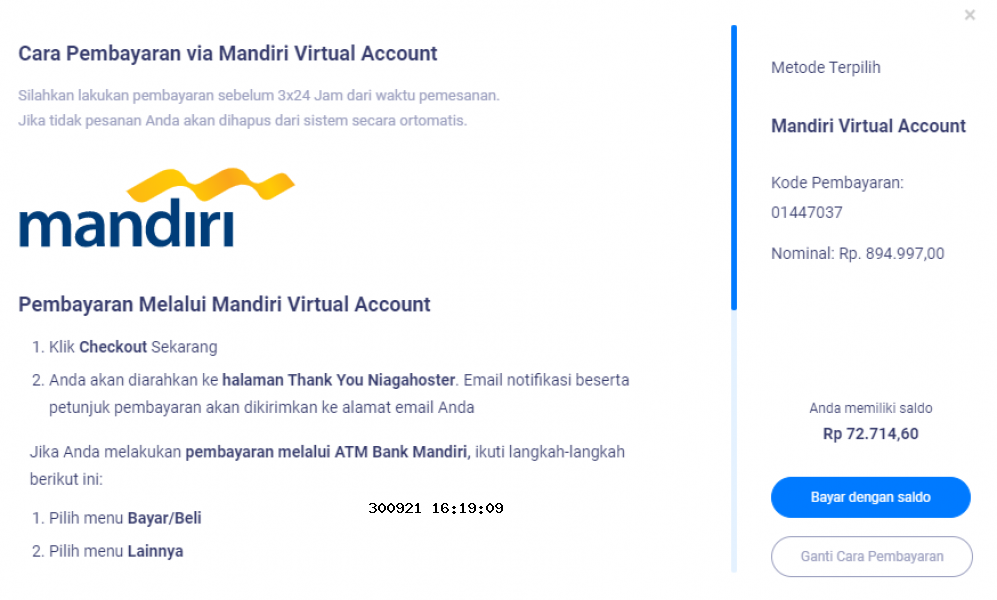 ×
Cara Pembayaran via Mandiri Virtual Account
Silahkan lakukan pembayaran sebelum 3x24 Jam dari waktu pemesanan.
Jika tidak pesanan Anda akan dihapus dari sistem secara ortomatis.
mandiri
Pembayaran Melalui Mandiri Virtual Account
1. Klik Checkout Sekarang
2. Anda akan diarahkan ke halaman Thank You Niagahoster. Email notifikasi beserta
petunjuk pembayaran akan dikirimkan ke alamat email Anda
Jika Anda melakukan pembayaran melalui ATM Bank Mandiri, ikuti langkah-langkah
berikut ini:
1. Pilih menu Bayar/Beli
2. Pilih menu Lainnya
300921 16:19:09
Metode Terpilih
Mandiri Virtual Account
Kode Pembayaran:
01447037
Nominal: Rp. 894.997,00
Anda memiliki saldo
Rp 72.714,60
Bayar dengan saldo
Ganti Cara Pembayaran